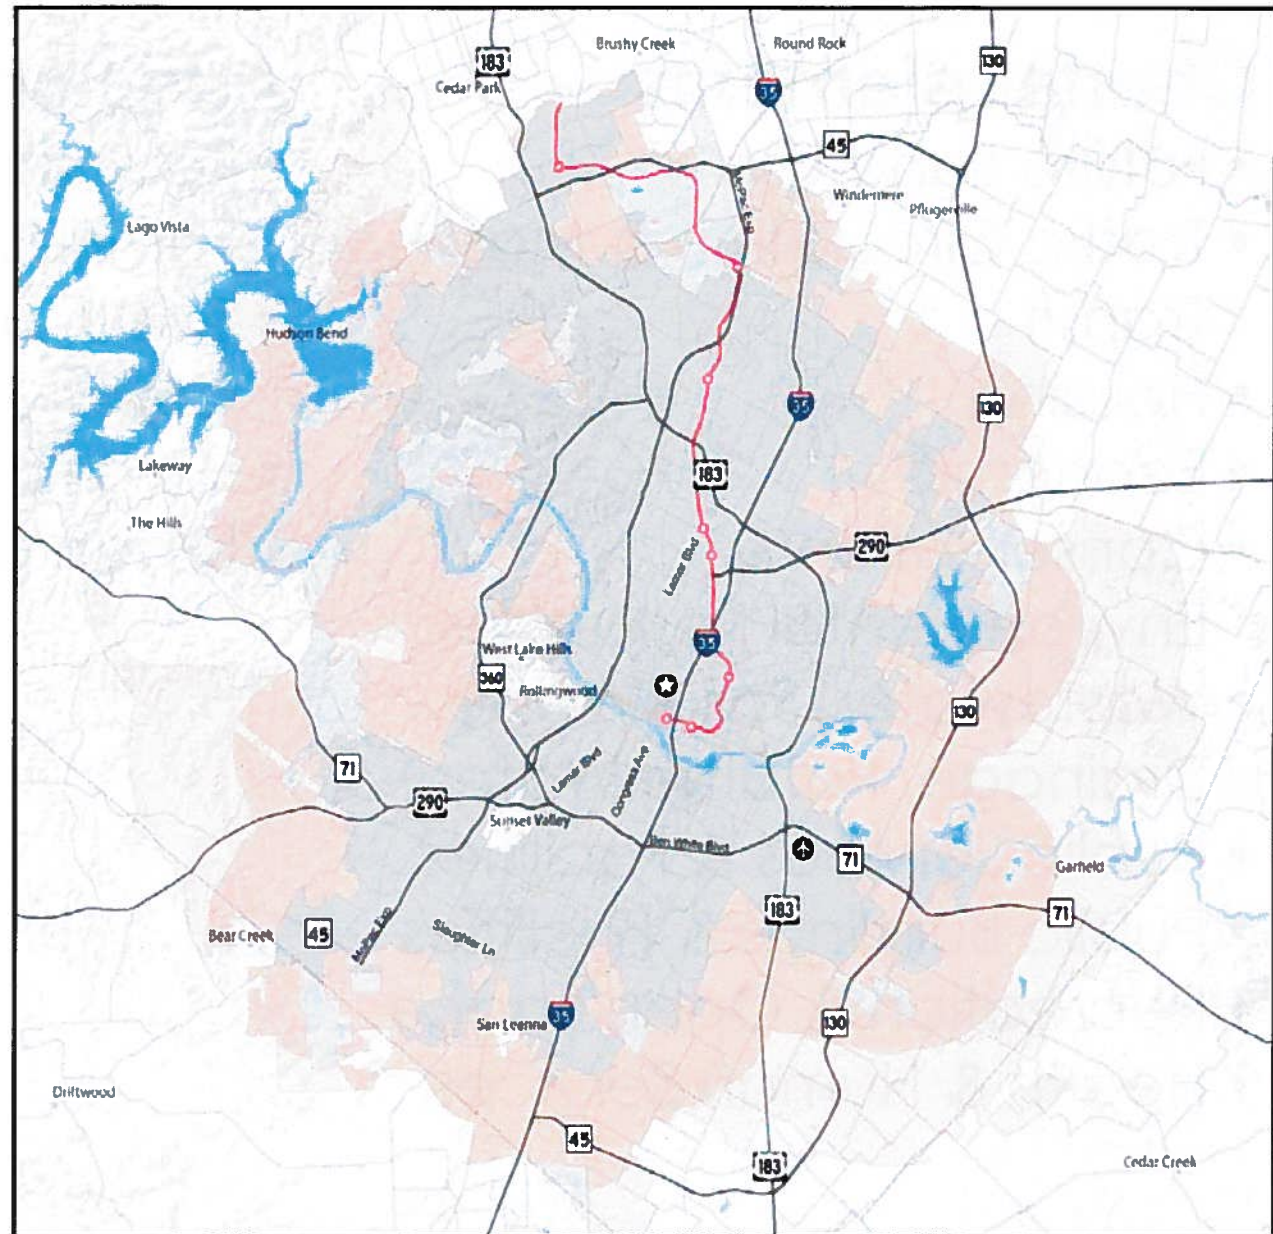 Brushy Creek
Round Rock
183
130
Cedar Park
35
45
MoPac Exp
Windemere
Pflugerville
Lago Vista
Hudson Bend
35
130
Lakeway
183
The Hills
290
Lamar Blvd
35
West Lake Hills
360
Rollingwood
130
71
Lamar Blvd
Congress Ave
290
Sunset Valley
Ben White Blvd
71
Garfield
183
71
Bear Creek
45
MoPac Exp
Slaughter Ln
San Leanna
35
130
Driftwood
45
183
Cedar Creek